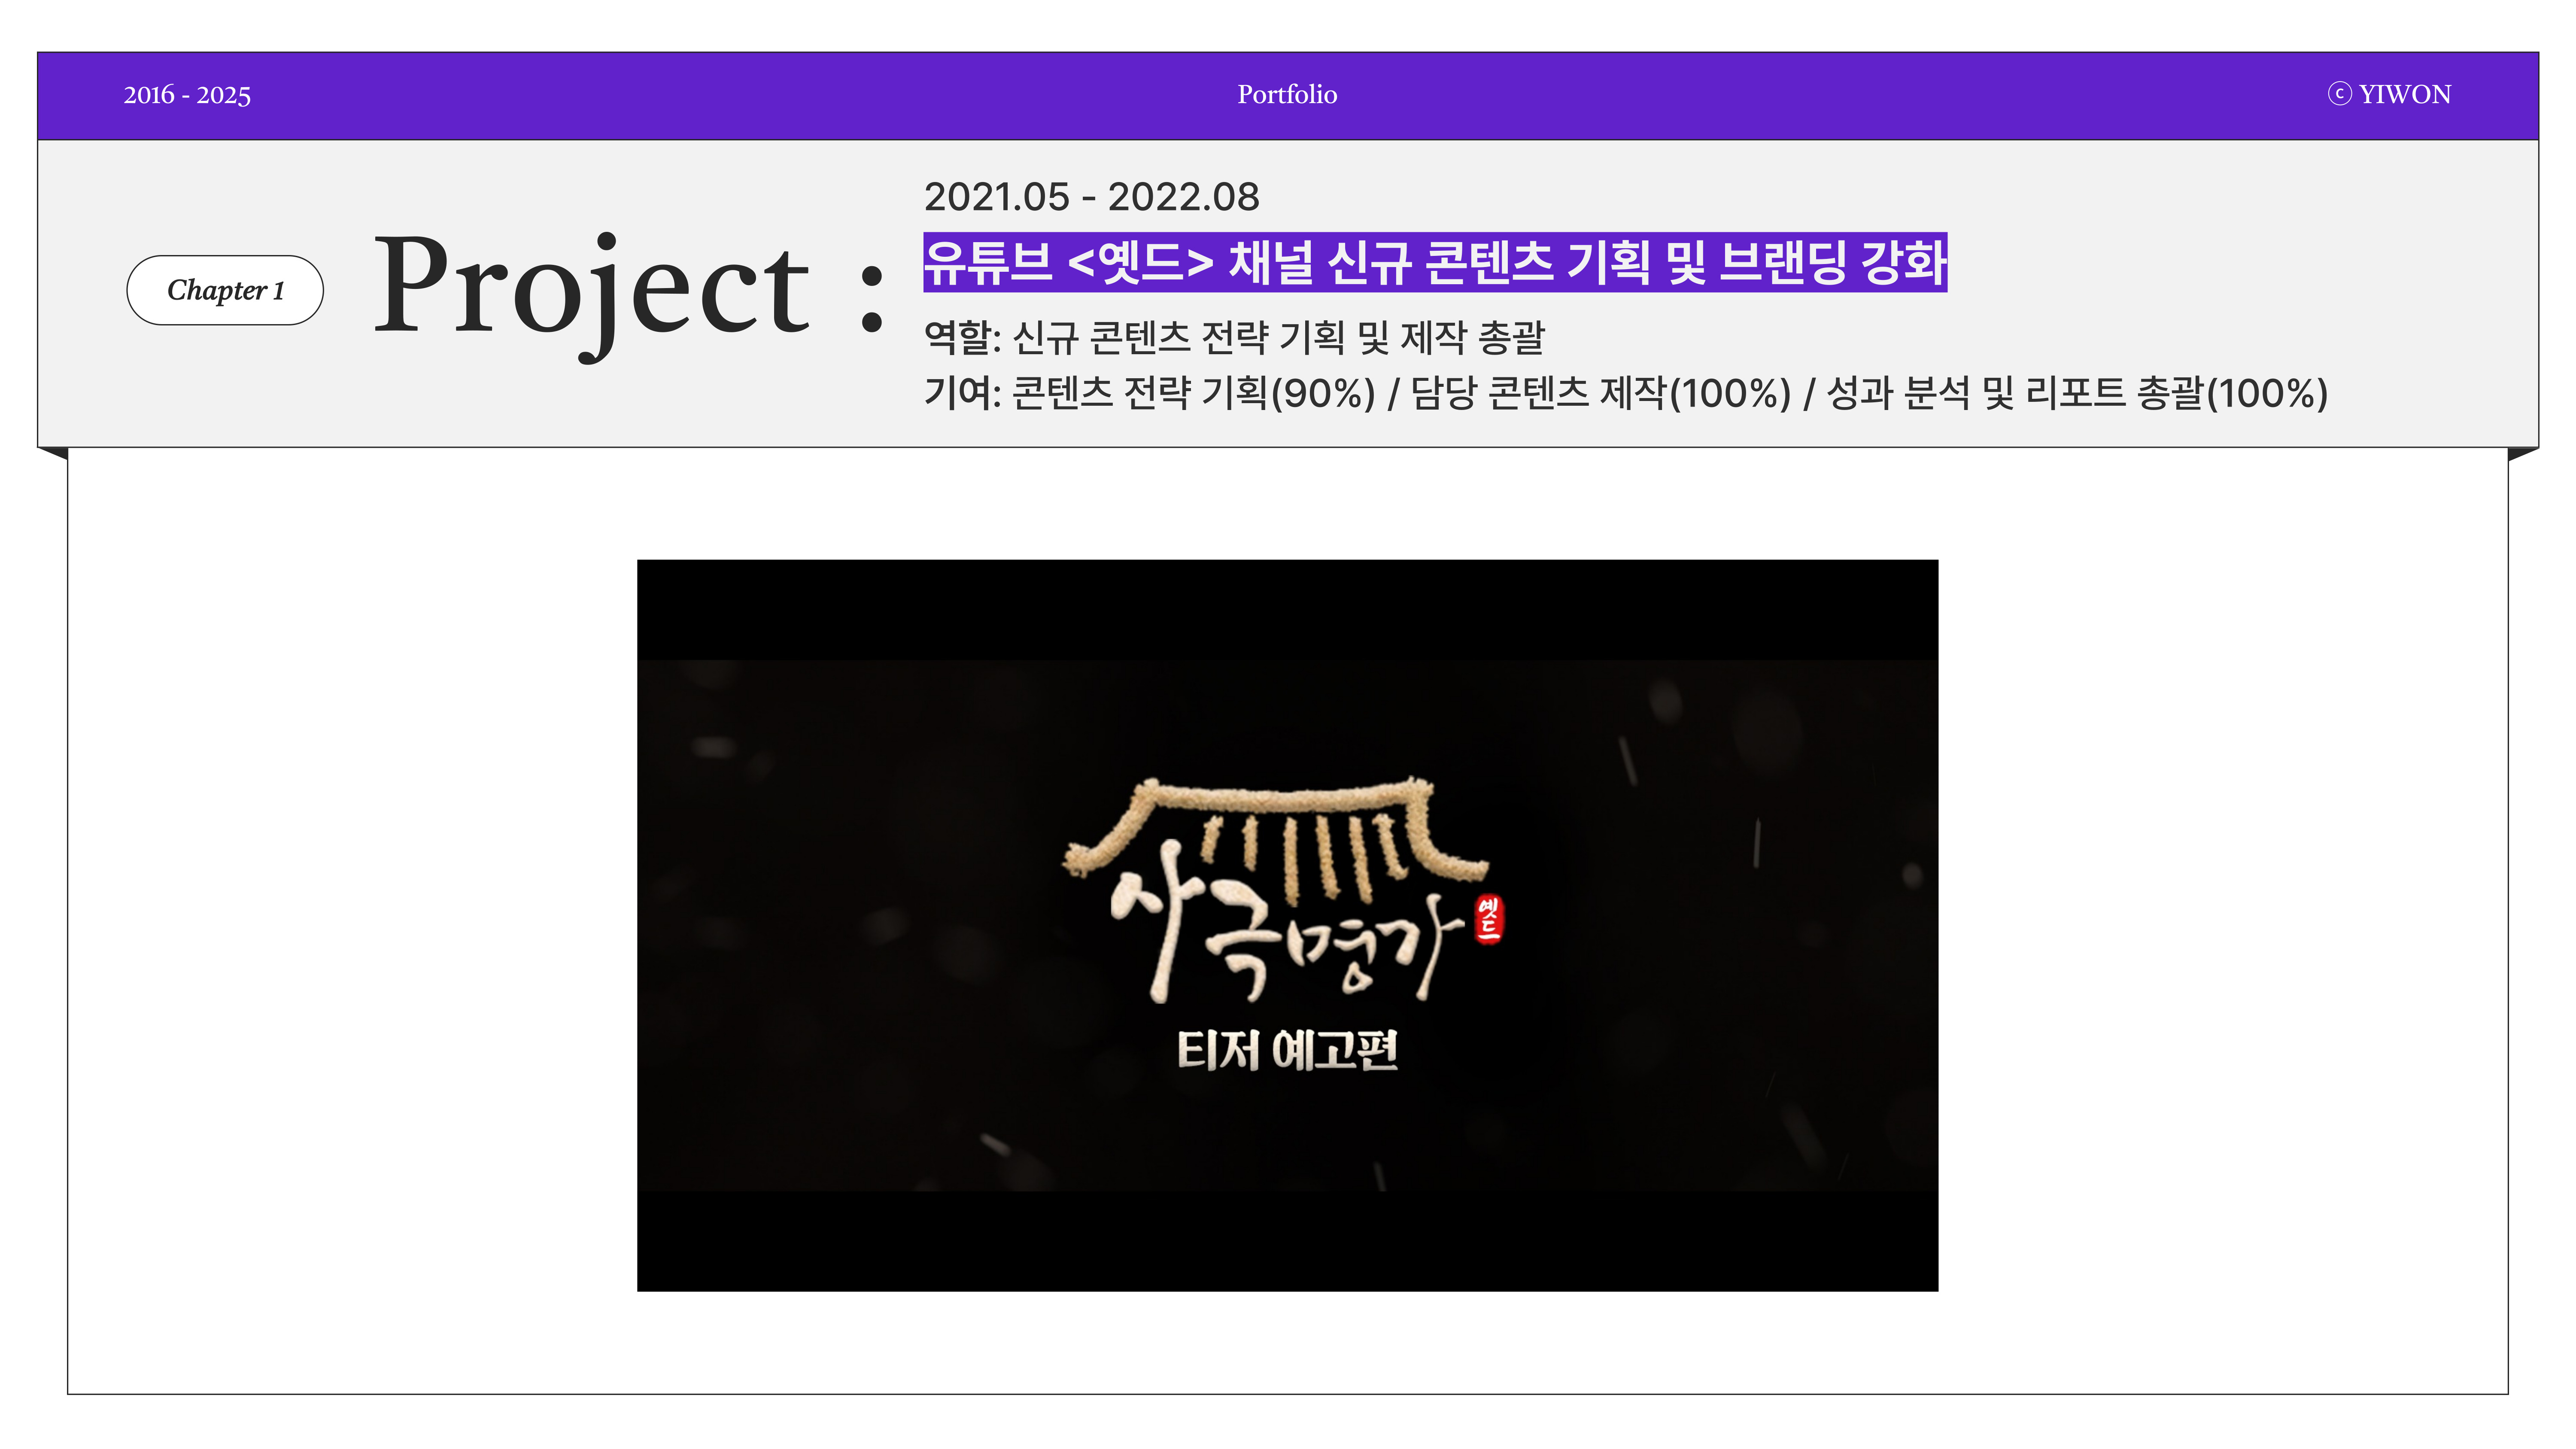 2016 - 2025
Portfolio
ⓒ YIWON
Chapter 1
Project :
2021.05 - 2022.08
유튜브 <옛드> 채널 신규 콘텐츠 기획 및 브랜딩 강화
역할: 신규 콘텐츠 전략 기획 및 제작 총괄
기여: 콘텐츠 전략 기획(90%) / 담당 콘텐츠 제작(100%) / 성과 분석 및 리포트 총괄(100%)
사극명가
옛드
티저 예고편